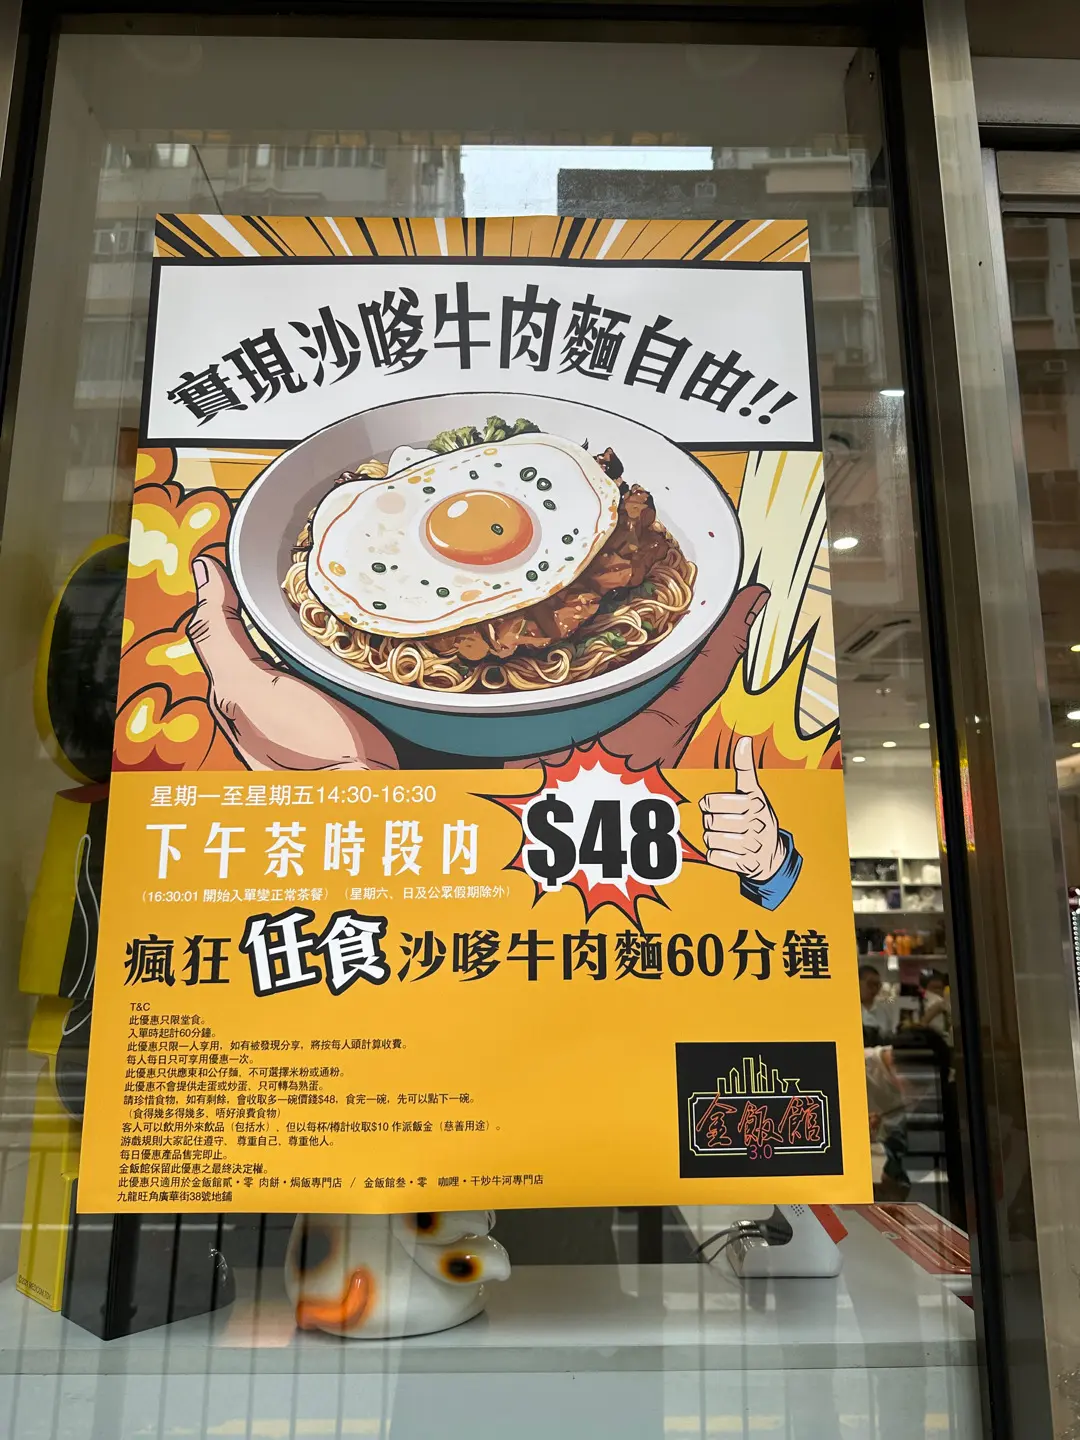 實現沙嗲牛肉麵自由!!
星期一至星期五14:30-16:30
下午茶時段內
$48
(16:30:01 開始入單變正常茶餐) (星期六、日及公眾假期除外)
瘋狂任食沙嗲牛肉麵60分鐘
T&C
此優惠只限堂食。
入單時起計60分鐘。
此優惠只限一人享用，如有被發現分享，將按每人頭計算收費。
每人每日只可享用優惠一次。
此優惠只供應東和公仔麵、不可選擇米粉或通粉。
此優惠不會提供走蛋或炒蛋、只可轉為熟蛋。
請珍惜食物，如有剩餘，會收取多一碗價錢$48，食完一碗，先可以點下一碗。
(食得幾多得幾多、唔好浪費食物)
客人可以飲用外來飲品（包括水）、但以每杯/樽計收取$10 作派飯金（慈善用途）。
游戲規則大家記住遵守、 尊重自己、尊重他人。
每日優惠產品售完即止。
金飯館保留此優惠之最終決定權。
此優惠只適用於金飯館貳·零 肉餅·焗飯專門店 / 金飯館叁·零 咖哩·干炒牛河專門店
九龍旺角廣華街38號地舖
金飯館
3.0